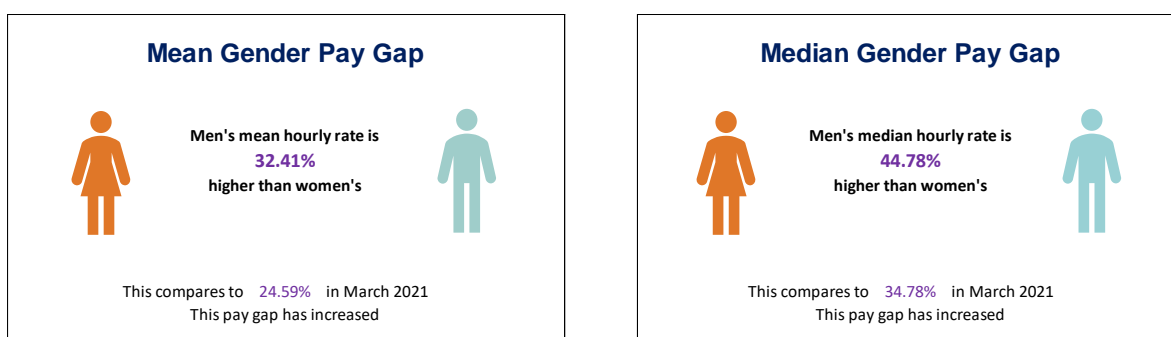 Mean Gender Pay Gap
Men's mean hourly rate is
32.41%
higher than women's
This compares to 24.59% in March 2021
This pay gap has increased
Median Gender Pay Gap
Men's median hourly rate is
44.78%
higher than women's
This compares to 34.78% in March 2021
This pay gap has increased